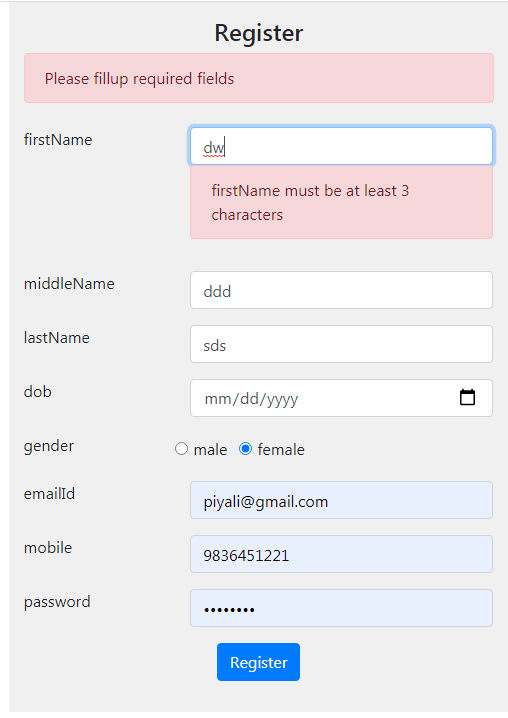 Register
Please fillup required fields
firstName dw
firstName must be at least 3
characters
middleName ddd
lastName sds
dob mm/dd/yyyy
gender male female
emailId piyali@gmail.com
mobile 9836451221
password ••••••••
Register